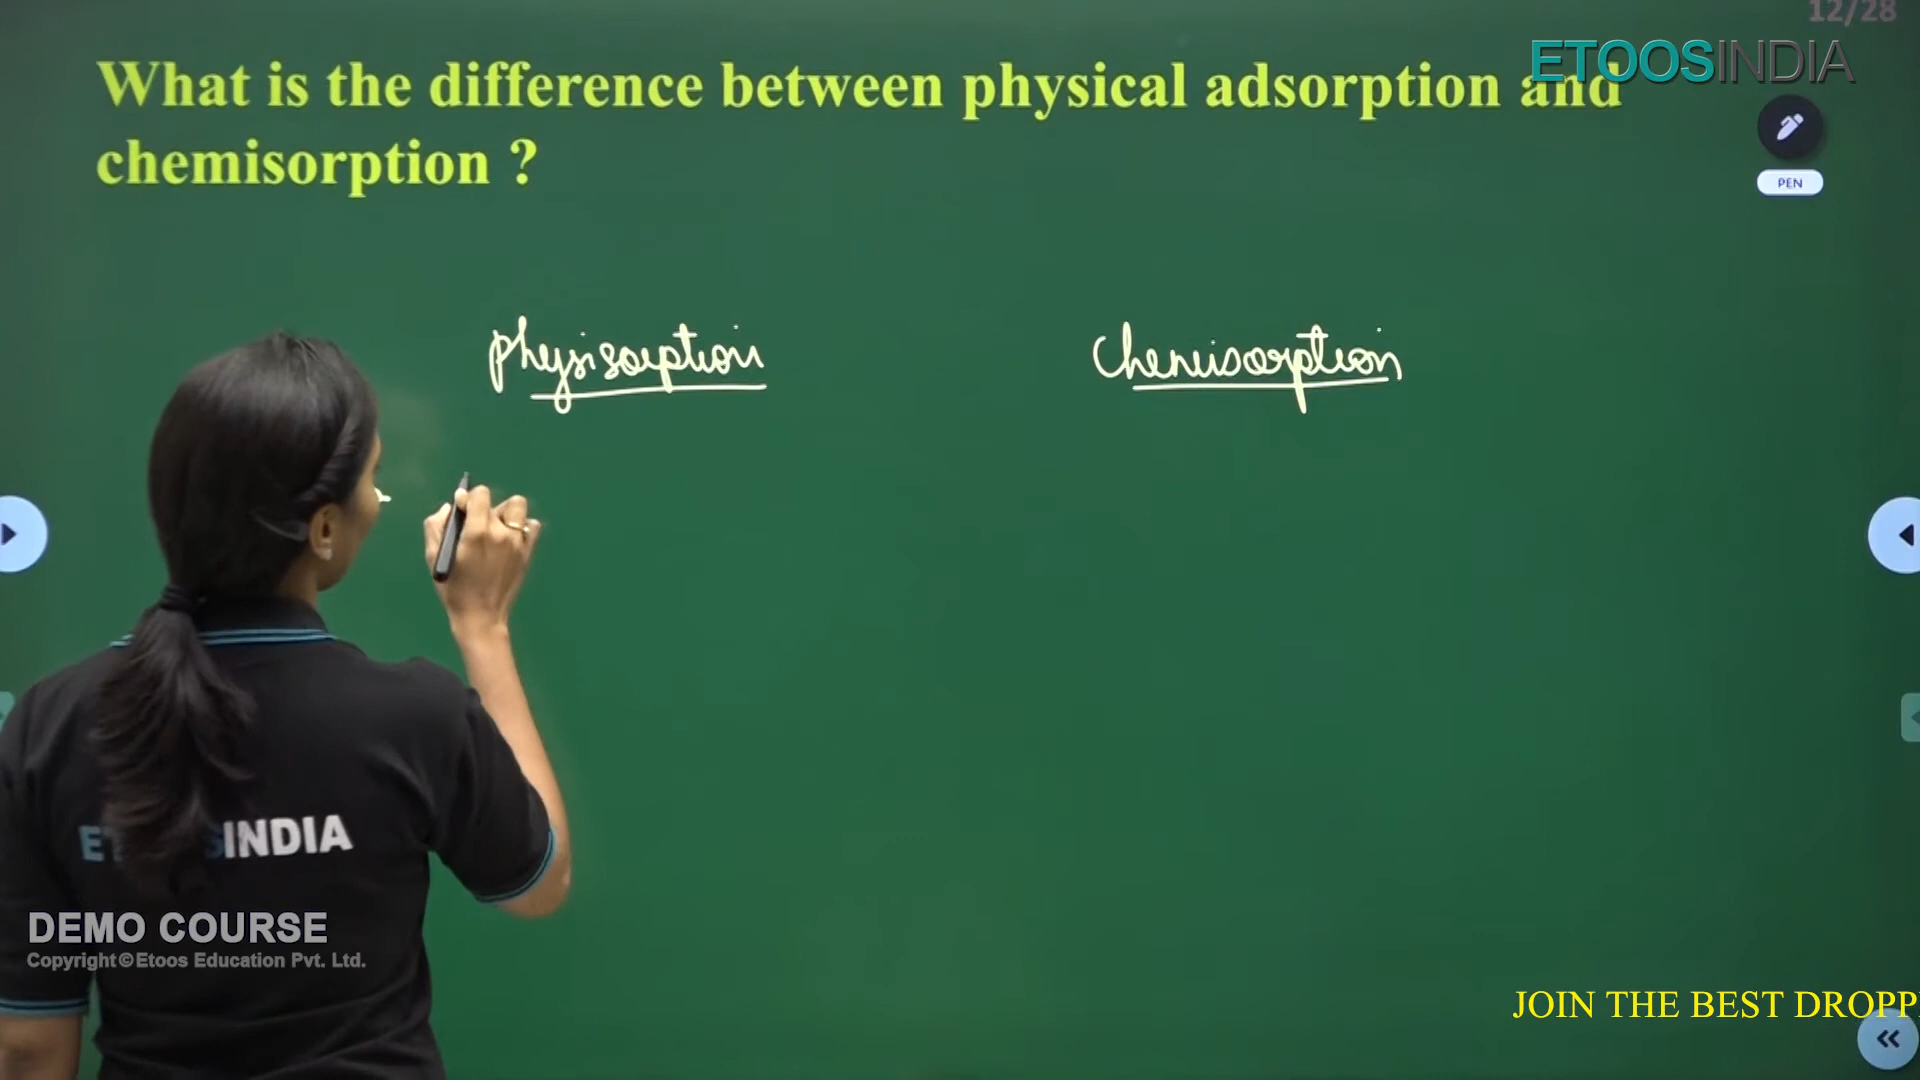 12/28
ETOOSINDIA
What is the difference between physical adsorption and
chemisorption ?
PEN
physisorption
Chemisorption
INDIA
DEMO COURSE
Copyright©Etoos Education Pvt. Ltd.
JOIN THE BEST DROPP